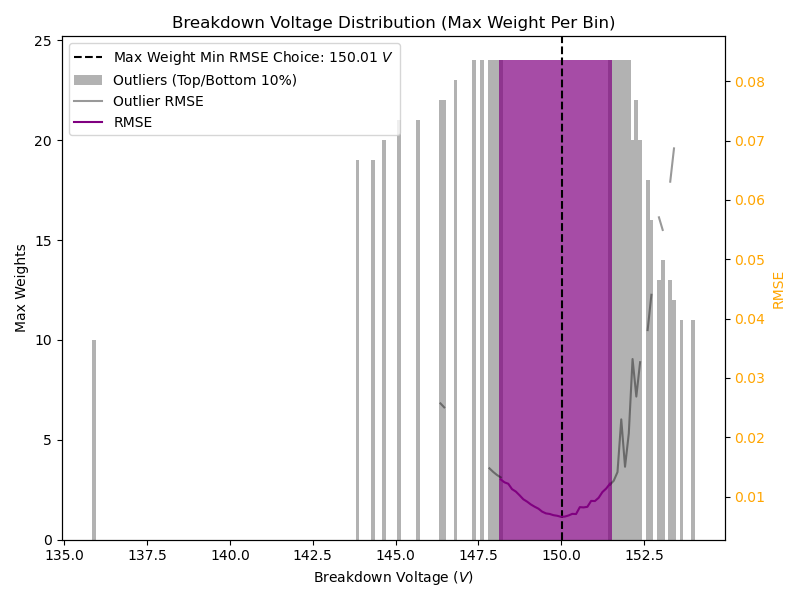 Breakdown Voltage Distribution (Max Weight Per Bin)
Max Weight Min RMSE Choice: 150.01 V
Outliers (Top/Bottom 10%)
Outlier RMSE
RMSE
Max Weights
25
20
15
10
5
0
0.08
0.07
0.06
0.05
0.04
0.03
0.02
0.01
RMSE
135.0 137.5 140.0 142.5 145.0 147.5 150.0 152.5
Breakdown Voltage (V)